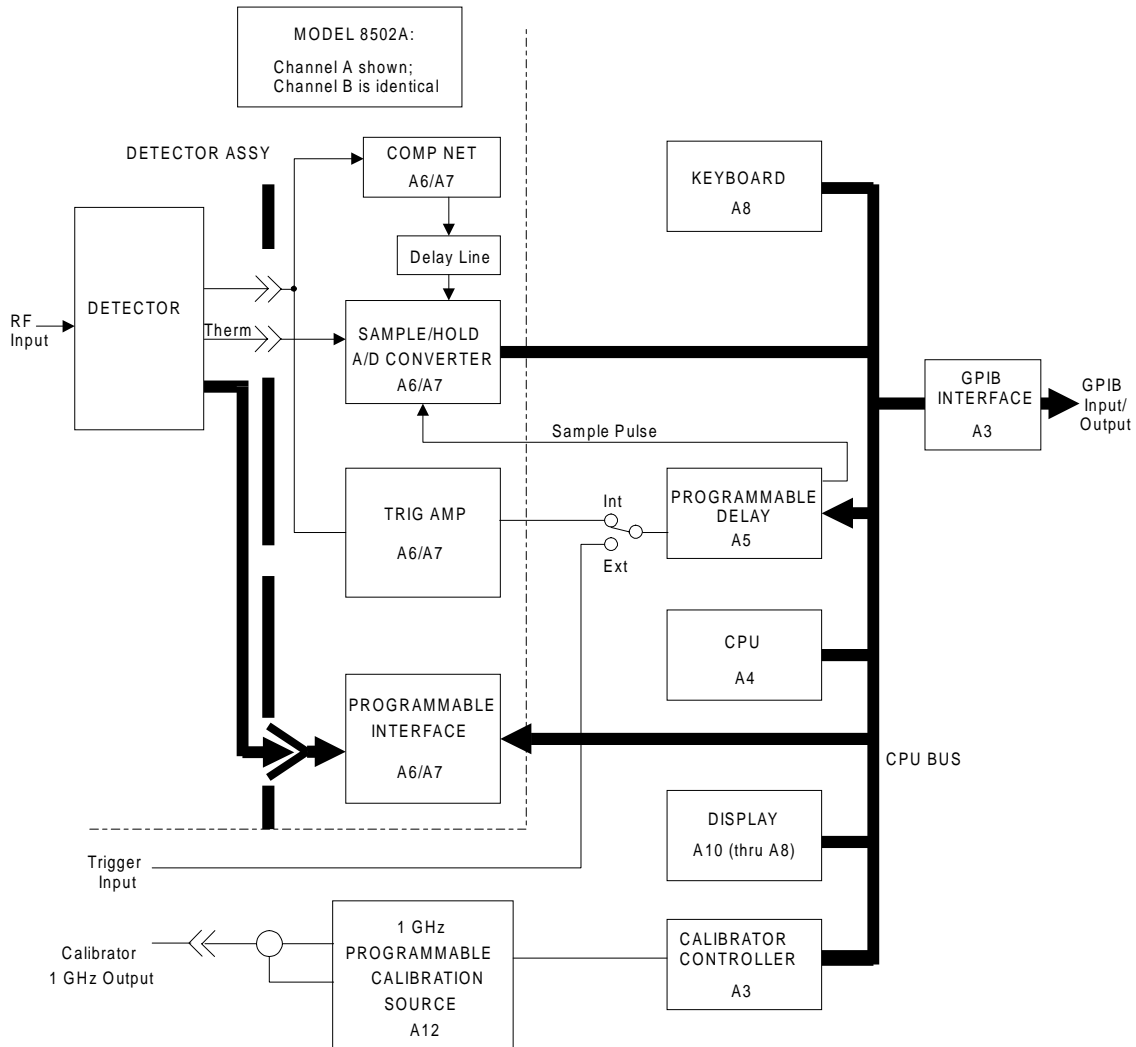 MODEL 8502A:
Channel A shown;
Channel B is identical
DETECTOR ASSY
COMP NET
A6/A7
KEYBOARD
A8
Delay Line
DETECTOR
RF
Input
Therm
SAMPLE/HOLD
A/D CONVERTER
A6/A7
GPIB
INTERFACE
A3
GPIB
Input/
Output
Sample Pulse
TRIG AMP
A6/A7
Int
Ext
PROGRAMMABLE
DELAY
A5
CPU
A4
PROGRAMMABLE
INTERFACE
A6/A7
CPU BUS
DISPLAY
A10 (thru A8)
Trigger
Input
Calibrator
1 GHz Output
1 GHz
PROGRAMMABLE
CALIBRATION
SOURCE
A12
CALIBRATOR
CONTROLLER
A3